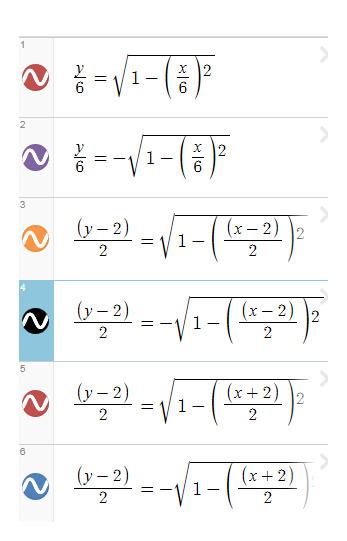 1
y/6 = √(1 − (x/6)²)
2
y/6 = −√(1 − (x/6)²)
3
(y − 2)/2 = √(1 − ((x − 2)/2)²)
4
(y − 2)/2 = −√(1 − ((x − 2)/2)²)
5
(y − 2)/2 = √(1 − ((x + 2)/2)²)
6
(y − 2)/2 = −√(1 − ((x + 2)/2)